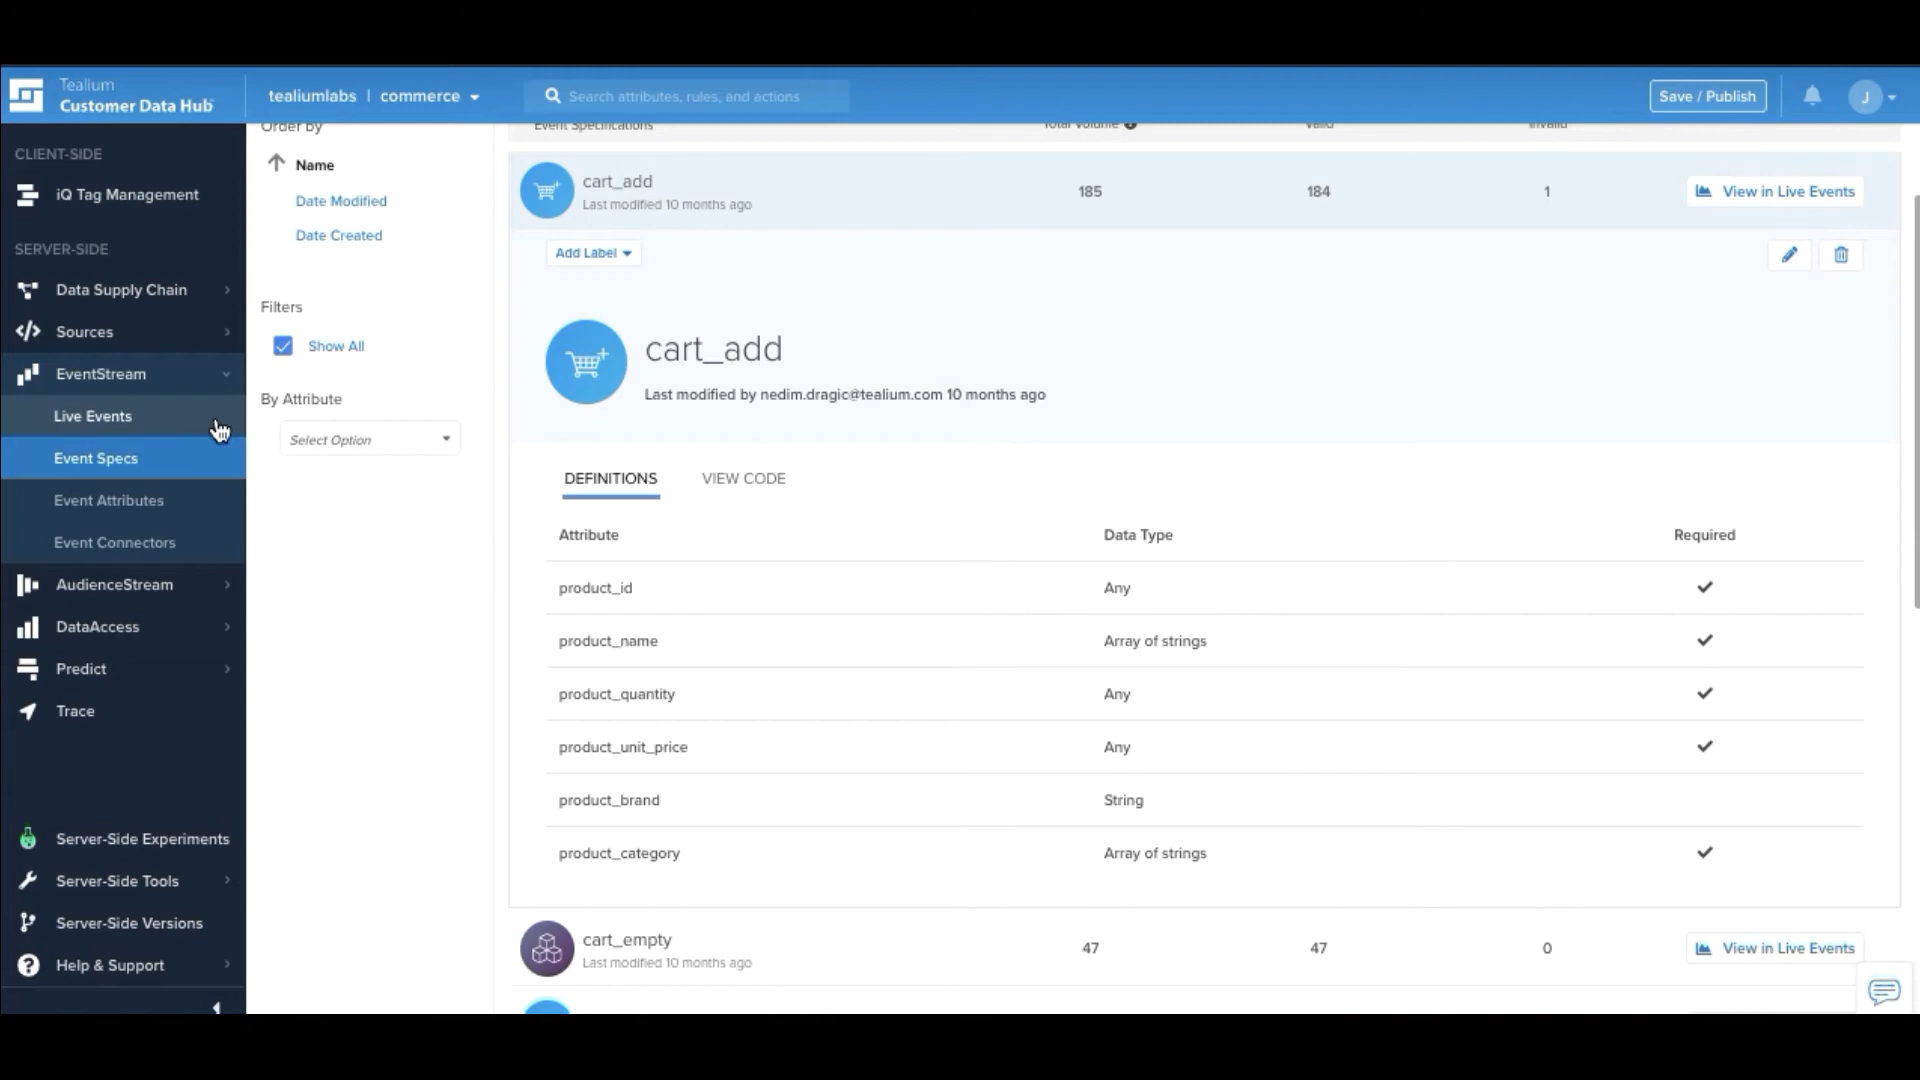 Tealium
Customer Data Hub
tealiumlabs | commerce
Search attributes, rules, and actions
Save / Publish
J
CLIENT-SIDE
iQ Tag Management
SERVER-SIDE
Data Supply Chain
Sources
EventStream
Live Events
Event Specs
Event Attributes
Event Connectors
AudienceStream
DataAccess
Predict
Trace
Server-Side Experiments
Server-Side Tools
Server-Side Versions
Help & Support
Order by
Name
Date Modified
Date Created
Filters
Show All
By Attribute
Select Option
Event Specifications Total Volume Valid Invalid
cart_add
Last modified 10 months ago
185 184 1 View in Live Events
Add Label
cart_add
Last modified by nedim.dragic@tealium.com 10 months ago
DEFINITIONS VIEW CODE
Attribute Data Type Required
product_id Any
product_name Array of strings
product_quantity Any
product_unit_price Any
product_brand String
product_category Array of strings
cart_empty
Last modified 10 months ago
47 47 0 View in Live Events